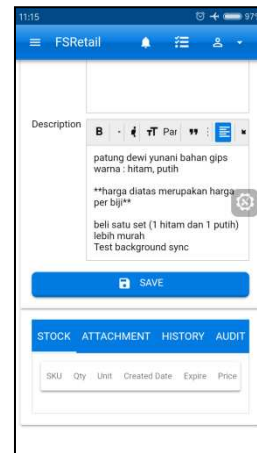 11:15
97%
FSRetail
Description
B
Par
patung dewi yunani bahan gips
warna : hitam, putih
**harga diatas merupakan harga
per biji**
beli satu set (1 hitam dan 1 putih)
lebih murah
Test background sync
SAVE
STOCK ATTACHMENT HISTORY AUDIT
SKU Qty Unit Created Date Expire Price